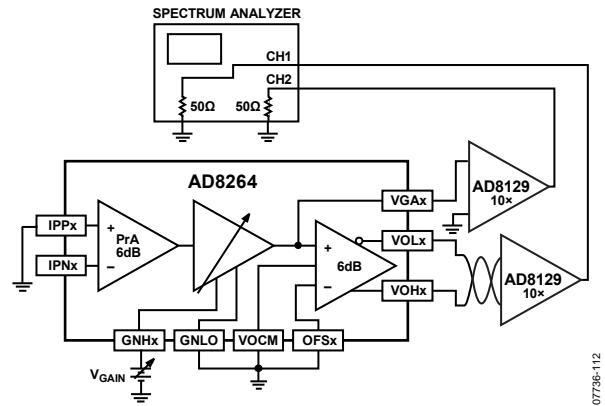 SPECTRUM ANALYZER
CH1
CH2
50Ω
50Ω
AD8264
AD8129
10×
VGAx
IPPx
PrA
6dB
+
–
IPNx
+
–
6dB
VOLx
VOHx
AD8129
10×
GNHx
GNLO
VOCM
OFSx
VGAIN
07736-112